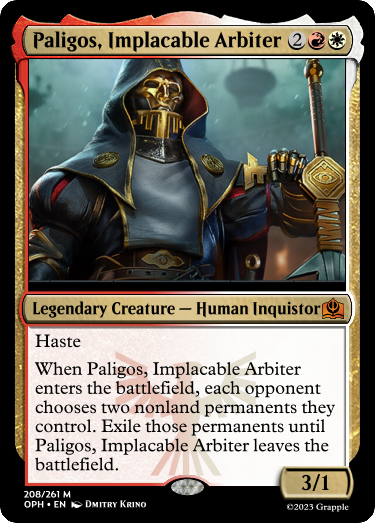 Paligos, Implacable Arbiter 2
Legendary Creature — Human Inquistor
Haste
When Paligos, Implacable Arbiter
enters the battlefield, each opponent
chooses two nonland permanents they
control. Exile those permanents until
Paligos, Implacable Arbiter leaves the
battlefield.
3/1
208/261 M
OPH • EN Dmitry Krino
©2023 Grapple